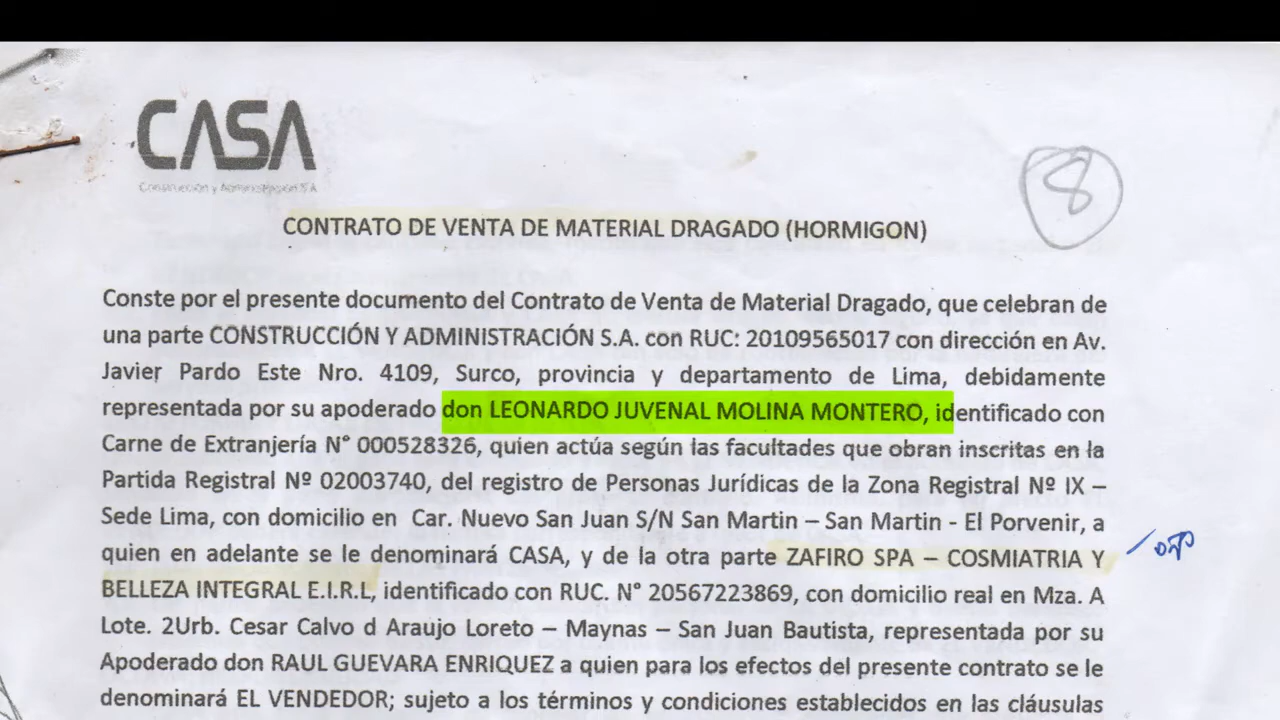 CASA
Construcción y Administración S.A
8
CONTRATO DE VENTA DE MATERIAL DRAGADO (HORMIGON)
Conste por el presente documento del Contrato de Venta de Material Dragado, que celebran de
una parte CONSTRUCCIÓN Y ADMINISTRACIÓN S.A. con RUC: 20109565017 con dirección en Av.
Javier Pardo Este Nro. 4109, Surco, provincia y departamento de Lima, debidamente
representada por su apoderado don LEONARDO JUVENAL MOLINA MONTERO, identificado con
Carne de Extranjería N° 000528326, quien actúa según las facultades que obran inscritas en la
Partida Registral Nº 02003740, del registro de Personas Jurídicas de la Zona Registral Nº IX –
Sede Lima, con domicilio en Car. Nuevo San Juan S/N San Martin – San Martin - El Porvenir, a
quien en adelante se le denominará CASA, y de la otra parte ZAFIRO SPA – COSMIATRIA Y
BELLEZA INTEGRAL E.I.R.L, identificado con RUC. N° 20567223869, con domicilio real en Mza. A
Lote. 2Urb. Cesar Calvo d Araujo Loreto – Maynas – San Juan Bautista, representada por su
Apoderado don RAUL GUEVARA ENRIQUEZ a quien para los efectos del presente contrato se le
denominará EL VENDEDOR; sujeto a los términos y condiciones establecidos en las cláusulas